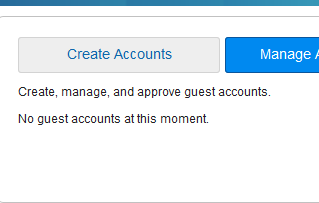 Create Accounts
Manage
Create, manage, and approve guest accounts.
No guest accounts at this moment.